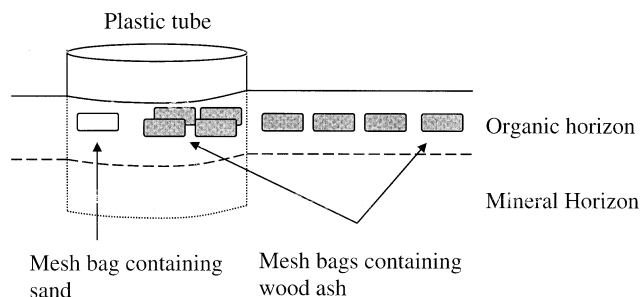 Plastic tube
Organic horizon
Mineral Horizon
Mesh bag containing
sand
Mesh bags containing
wood ash